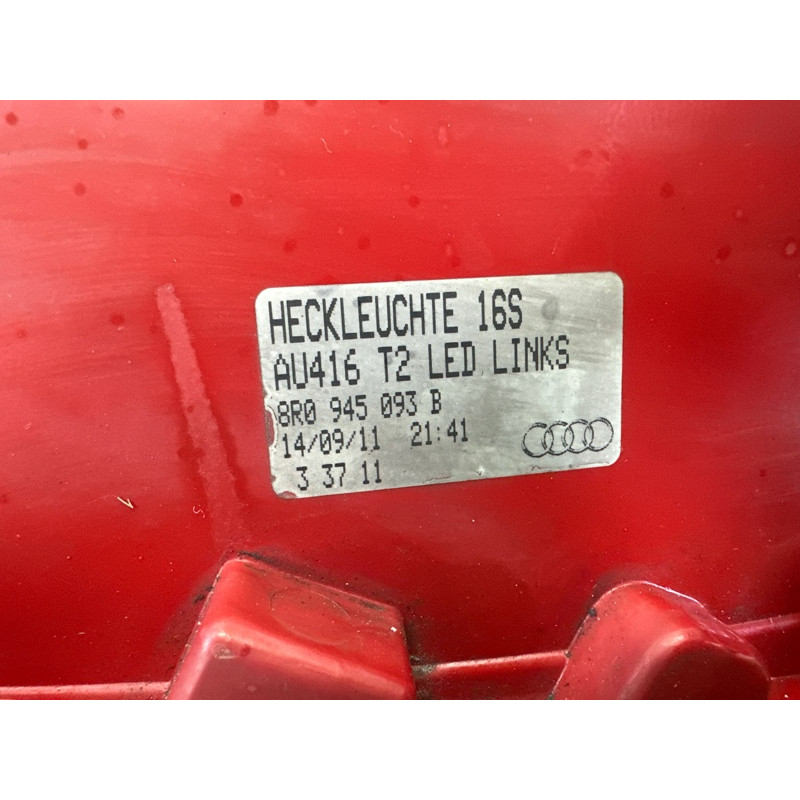 HECKLEUCHTE 16S
AU416 T2 LED LINKS
8R0 945 093 B
14/09/11 21:41
3 37 11